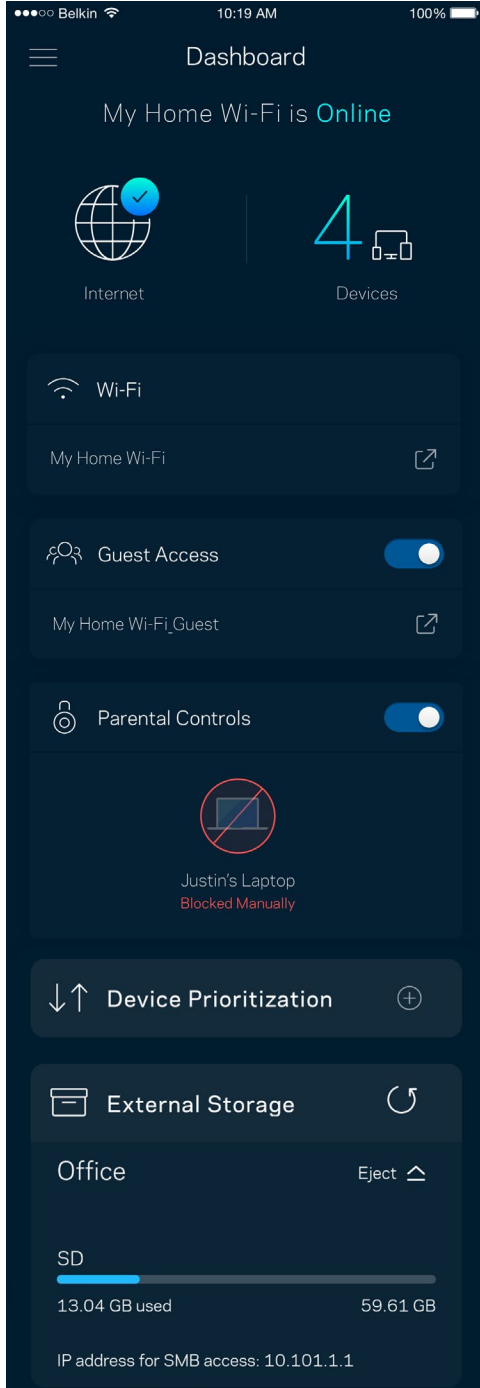 Belkin 10:19 AM 100%
Dashboard
My Home Wi-Fi is Online
4
Internet Devices
Wi-Fi
My Home Wi-Fi
Guest Access
My Home Wi-Fi_Guest
Parental Controls
Justin's Laptop
Blocked Manually
Device Prioritization
External Storage
Office Eject
SD
13.04 GB used 59.61 GB
IP address for SMB access: 10.101.1.1